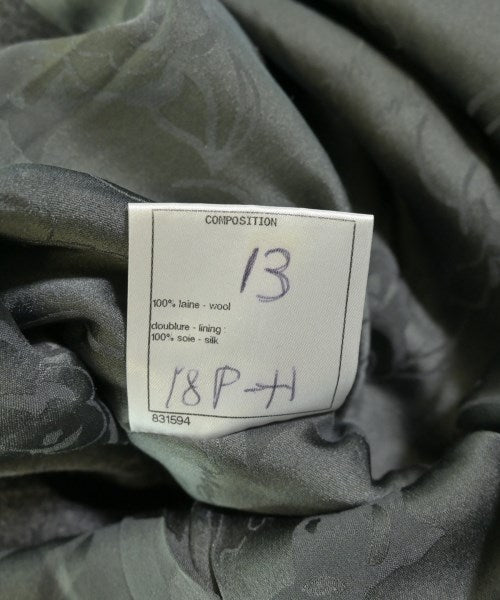 COMPOSITION
13
100% laine - wool
doublure - lining :
100% soie - silk
18P-H
831594